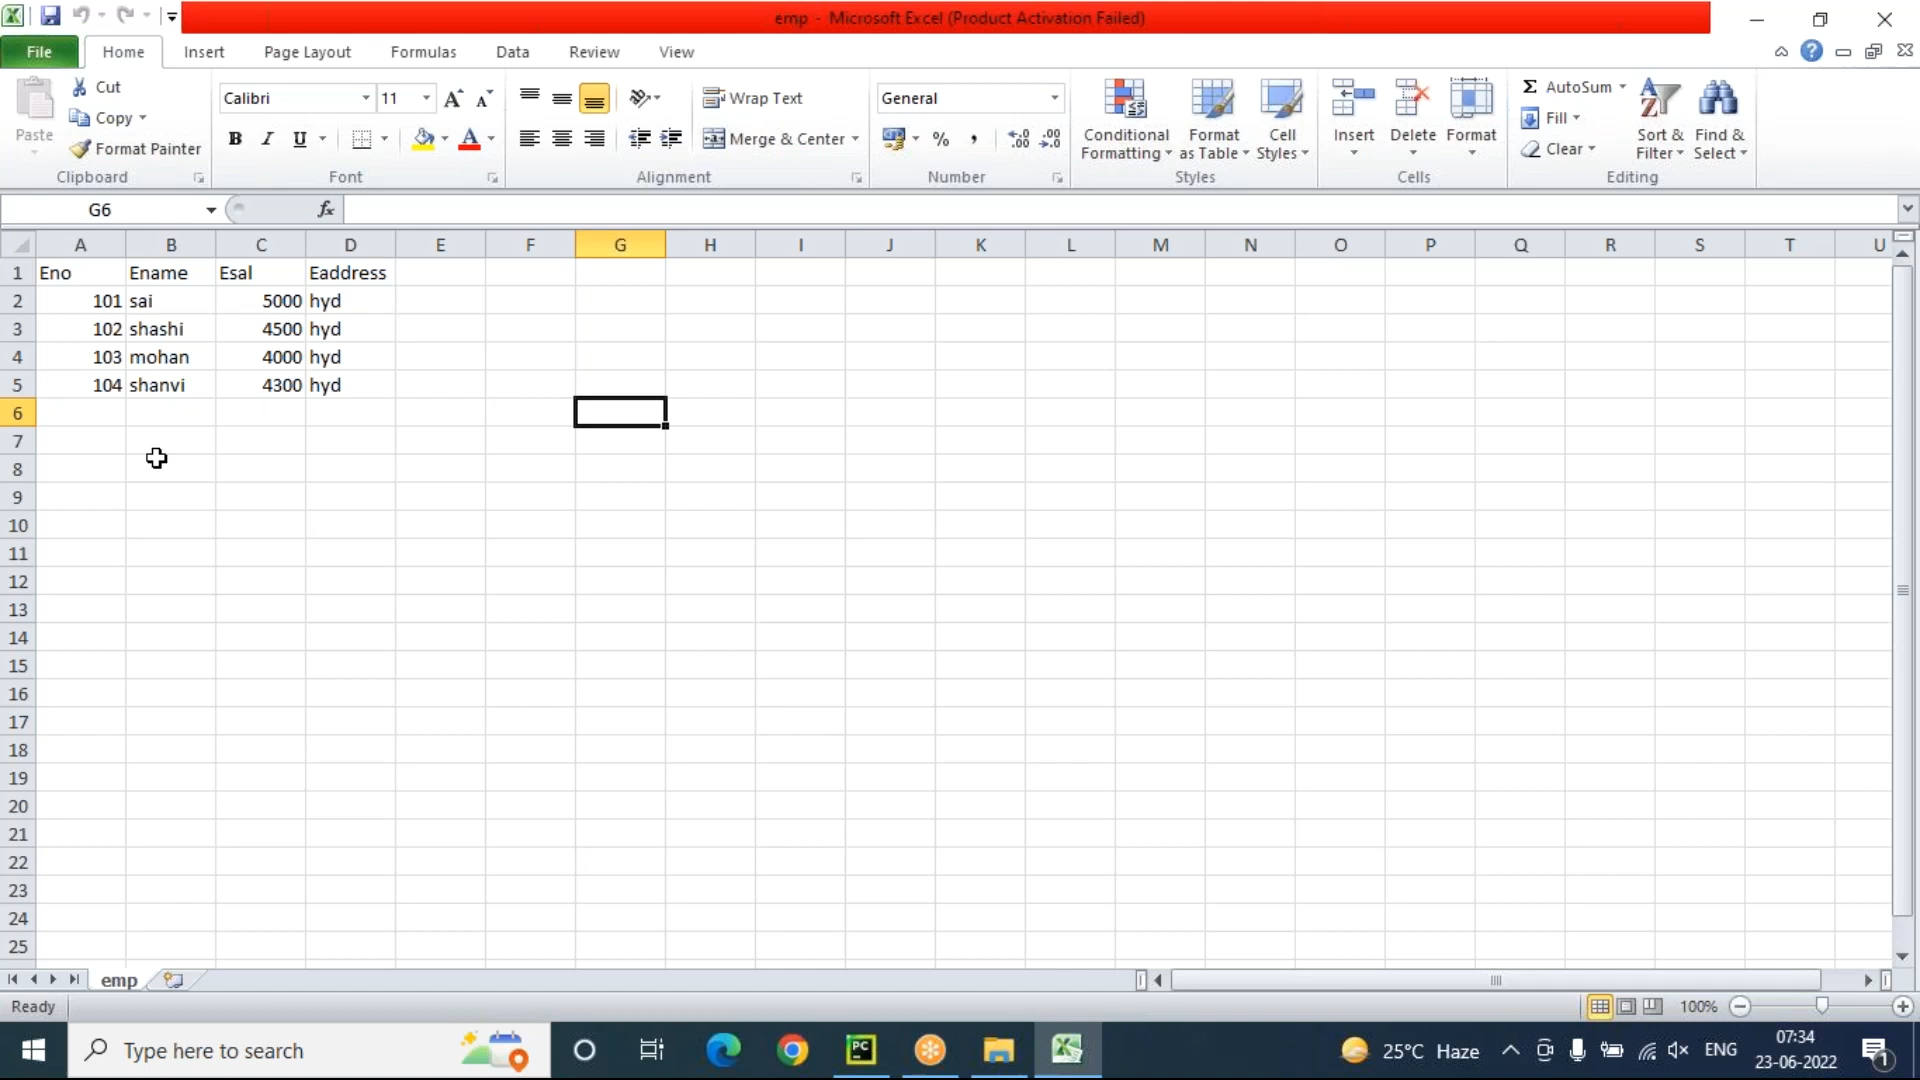 emp - Microsoft Excel (Product Activation Failed)
File Home Insert Page Layout Formulas Data Review View
Paste Cut Copy Format Painter Clipboard
Calibri 11 B I U Font
Wrap Text Merge & Center Alignment
General % , .00 .00 Number
Conditional Formatting Format as Table Cell Styles Styles
Insert Delete Format Cells
Σ AutoSum Fill Clear Sort & Filter Find & Select Editing
G6 fx
A B C D E F G H I J K L M N O P Q R S T U
1 Eno Ename Esal Eaddress
2 101 sai 5000 hyd
3 102 shashi 4500 hyd
4 103 mohan 4000 hyd
5 104 shanvi 4300 hyd
6
7
8
9
10
11
12
13
14
15
16
17
18
19
20
21
22
23
24
25
emp
Ready 100%
Type here to search PC 25°C Haze ENG 07:34
23-06-2022 1